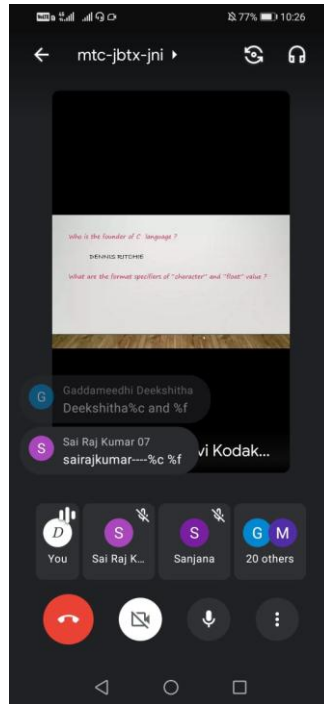 77% 10:26
mtc-jbtx-jni
who is the founder of C language ?
DENNIS RITCHIE
what are the format specifiers of "character" and "float" value ?
G
Gaddameedhi Deekshitha
Deekshitha%c and %f
S
Sai Raj Kumar 07
sairajkumar----%c %f
vi Kodak...
D
S
S
G M
You
Sai Raj K...
Sanjana
20 others